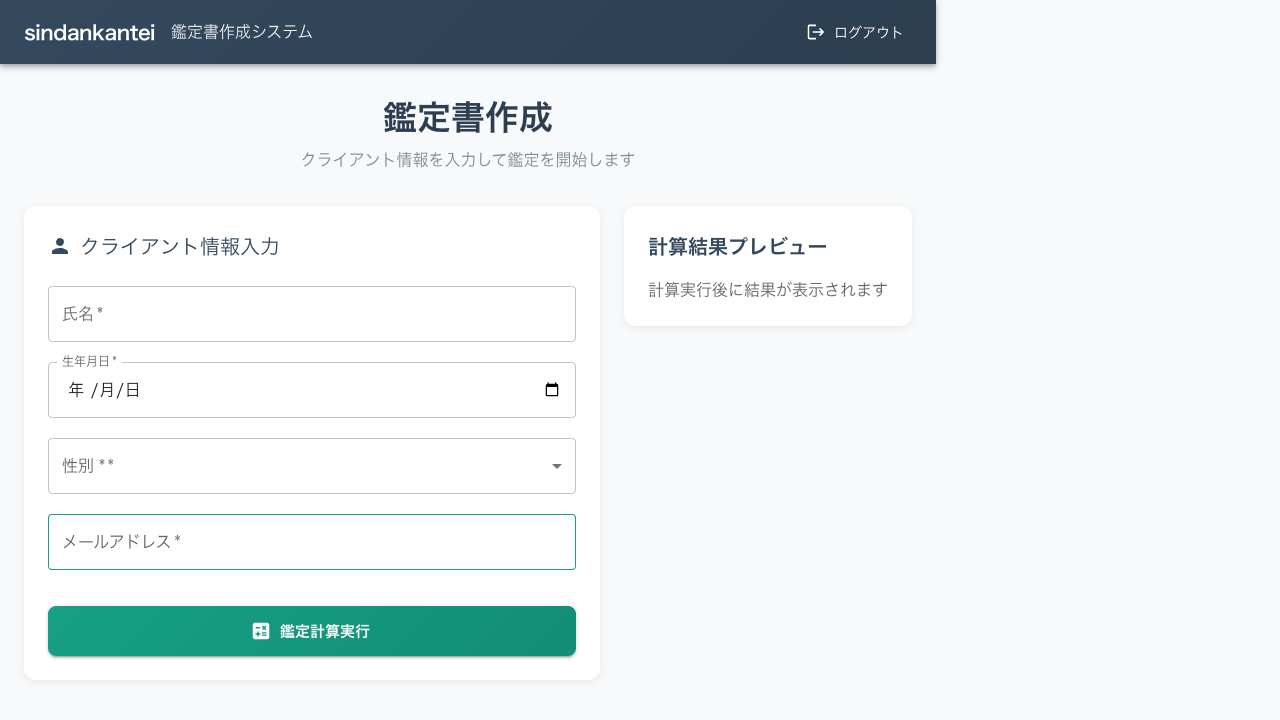 sindankantei 鑑定書作成システム ログアウト
鑑定書作成
クライアント情報を入力して鑑定を開始します
クライアント情報入力
氏名 *
生年月日 *
年 /月/日
性別 * *
メールアドレス *
鑑定計算実行
計算結果プレビュー
計算実行後に結果が表示されます